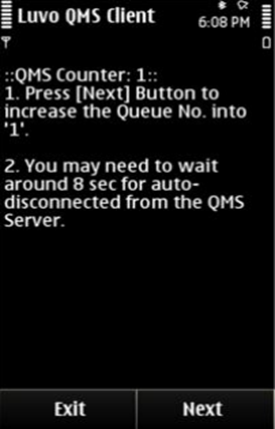 Luvo QMS Client
6:08 PM
::QMS Counter: 1::
1. Press [Next] Button to
increase the Queue No. into
'1'.
2. You may need to wait
around 8 sec for auto-
disconnected from the QMS
Server.
Exit
Next